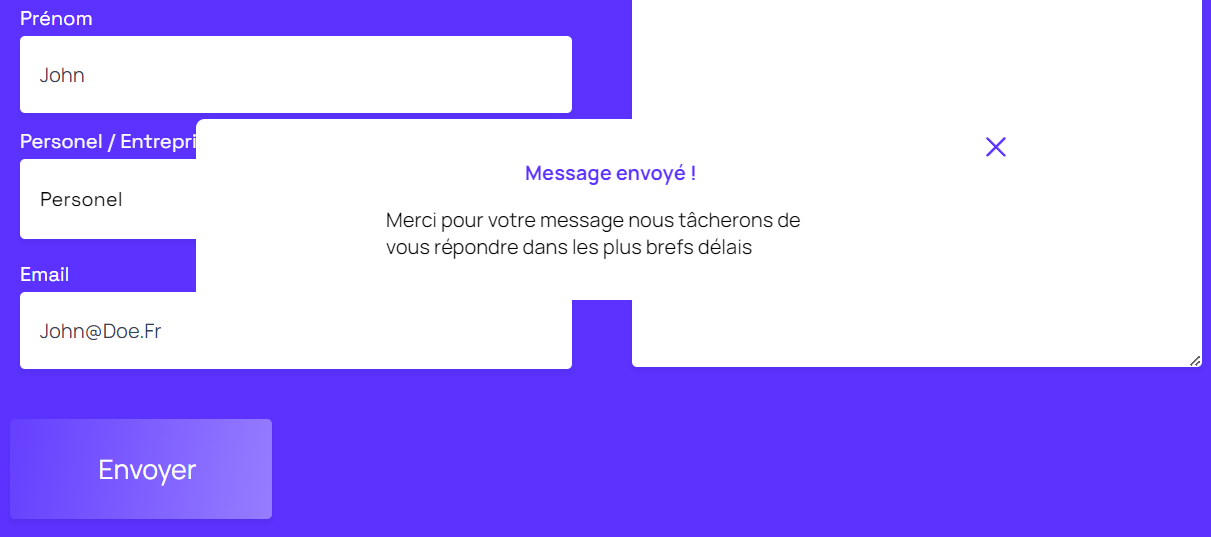 Prénom
John
Personel / Entrepri
Personel
Message envoyé !
Merci pour votre message nous tâcherons de
vous répondre dans les plus brefs délais
Email
John@Doe.Fr
Envoyer